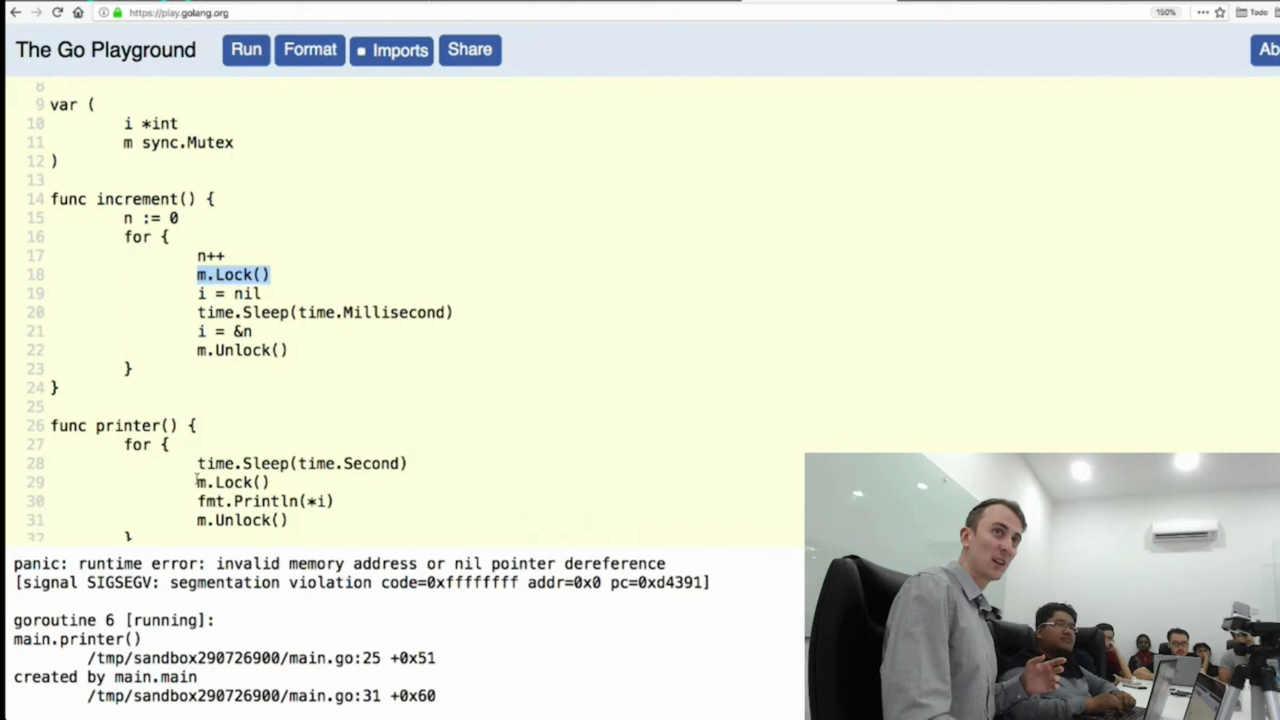 https://play.golang.org
150%
Todo
The Go Playground
Run
Format
Imports
Share
Ab
8
9 var (
10 i *int
11 m sync.Mutex
12 )
13
14 func increment() {
15 n := 0
16 for {
17 n++
18 m.Lock()
19 i = nil
20 time.Sleep(time.Millisecond)
21 i = &n
22 m.Unlock()
23 }
24 }
25
26 func printer() {
27 for {
28 time.Sleep(time.Second)
29 m.Lock()
30 fmt.Println(*i)
31 m.Unlock()
32 }
panic: runtime error: invalid memory address or nil pointer dereference
[signal SIGSEGV: segmentation violation code=0xffffffff addr=0x0 pc=0xd4391]
goroutine 6 [running]:
main.printer()
/tmp/sandbox290726900/main.go:25 +0x51
created by main.main
/tmp/sandbox290726900/main.go:31 +0x60